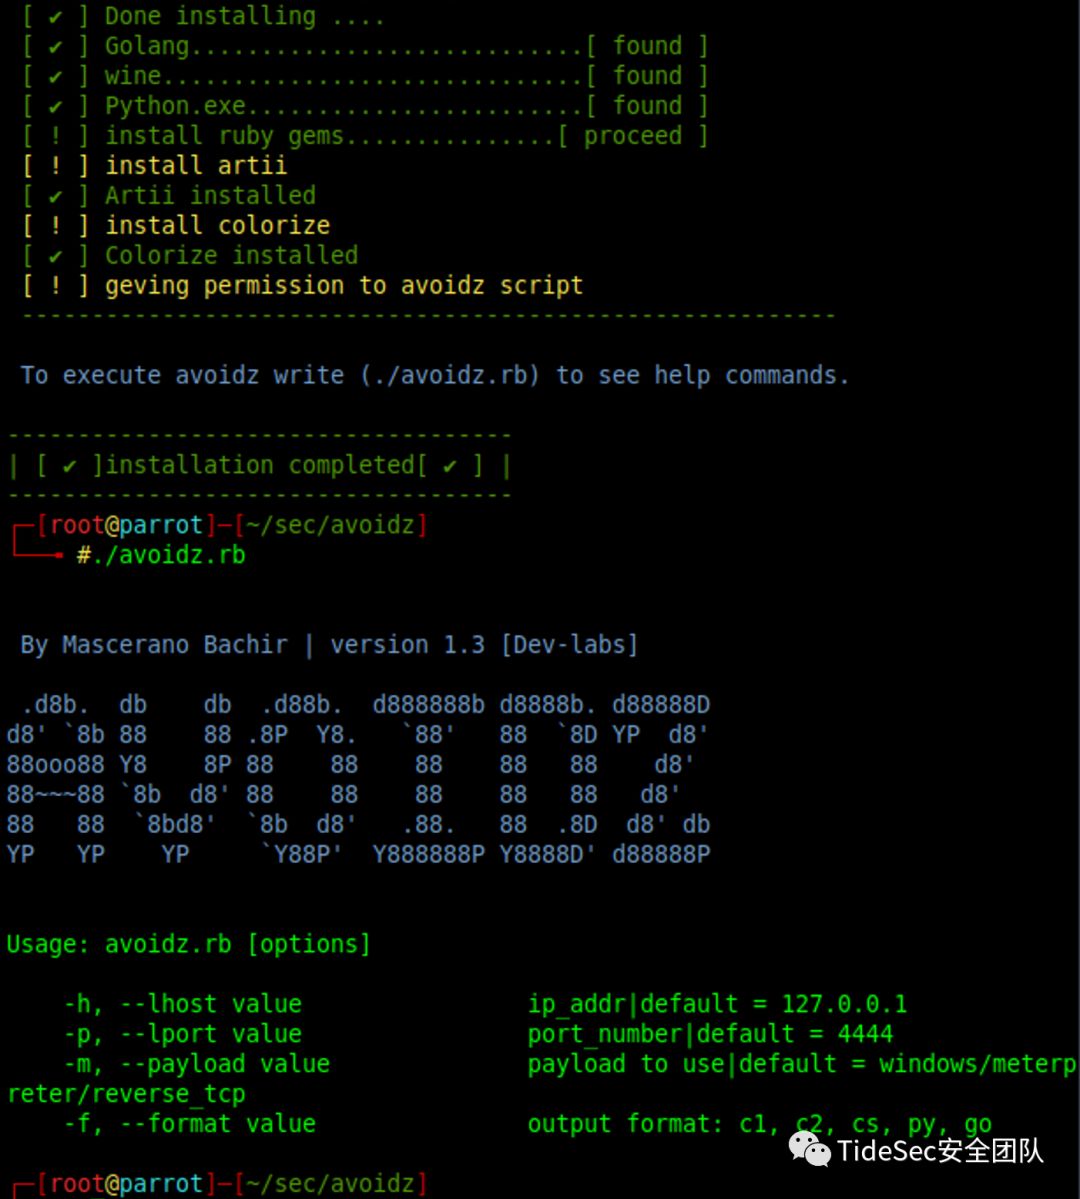 [ ✔ ] Done installing ....
[ ✔ ] Golang............................[ found ]
[ ✔ ] wine..............................[ found ]
[ ✔ ] Python.exe........................[ found ]
[ ! ] install ruby gems...............[ proceed ]
[ ! ] install artii
[ ✔ ] Artii installed
[ ! ] install colorize
[ ✔ ] Colorize installed
[ ! ] geving permission to avoidz script
----------------------------------------------------------
To execute avoidz write (./avoidz.rb) to see help commands.
------------------------------------
| [ ✔ ]installation completed[ ✔ ] |
------------------------------------
┌─[root@parrot]─[~/sec/avoidz]
└──╼ #./avoidz.rb
By Mascerano Bachir | version 1.3 [Dev-labs]
 .d8b.  db    db  .d88b.  d888888b d8888b. d88888D
d8' `8b 88    88 .8P  Y8.   `88'   88  `8D YP  d8'
88ooo88 Y8    8P 88    88    88    88   88    d8'
88~~~88 `8b  d8' 88    88    88    88   88   d8'
88   88  `8bd8'  `8b  d8'   .88.   88  .8D  d8' db
YP   YP    YP     `Y88P'  Y888888P Y8888D' d88888P
Usage: avoidz.rb [options]
    -h, --lhost value                ip_addr|default = 127.0.0.1
    -p, --lport value                port_number|default = 4444
    -m, --payload value              payload to use|default = windows/meterp
reter/reverse_tcp
    -f, --format value               output format: c1, c2, cs, py, go
TideSec安全团队
┌─[root@parrot]─[~/sec/avoidz]